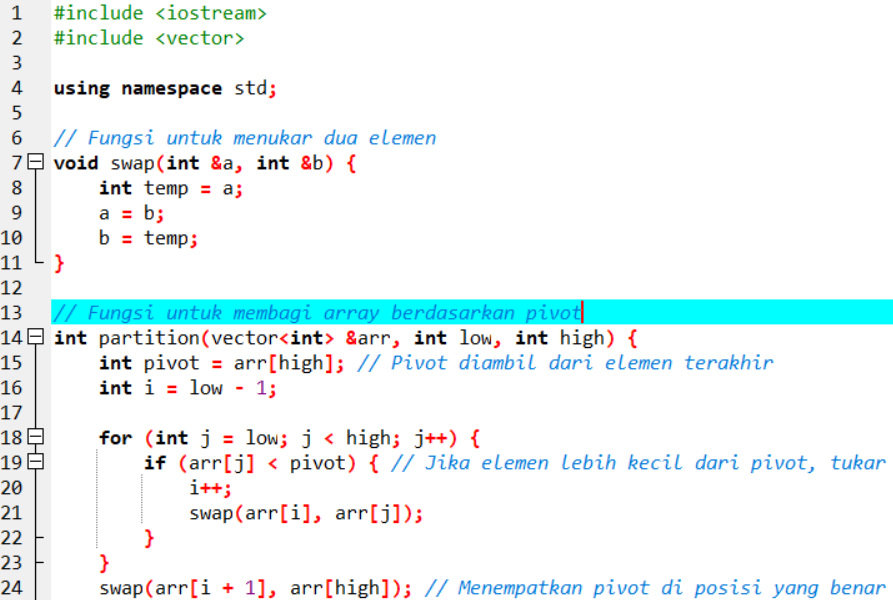 1 #include <iostream>
2 #include <vector>
3
4 using namespace std;
5
6 // Fungsi untuk menukar dua elemen
7 void swap(int &a, int &b) {
8     int temp = a;
9     a = b;
10     b = temp;
11 }
12
13 // Fungsi untuk membagi array berdasarkan pivot
14 int partition(vector<int> &arr, int low, int high) {
15     int pivot = arr[high]; // Pivot diambil dari elemen terakhir
16     int i = low - 1;
17
18     for (int j = low; j < high; j++) {
19         if (arr[j] < pivot) { // Jika elemen lebih kecil dari pivot, tukar
20             i++;
21             swap(arr[i], arr[j]);
22         }
23     }
24     swap(arr[i + 1], arr[high]); // Menempatkan pivot di posisi yang benar